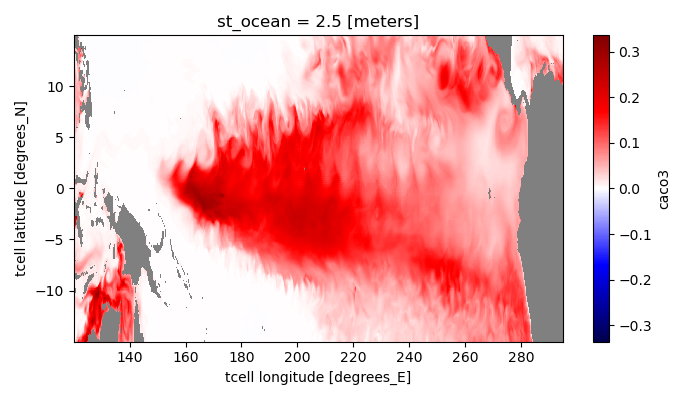 st_ocean = 2.5 [meters]
10
5
0
−5
−10
tcell latitude [degrees_N]
140 160 180 200 220 240 260 280
tcell longitude [degrees_E]
0.3
0.2
0.1
0.0
−0.1
−0.2
−0.3
caco3